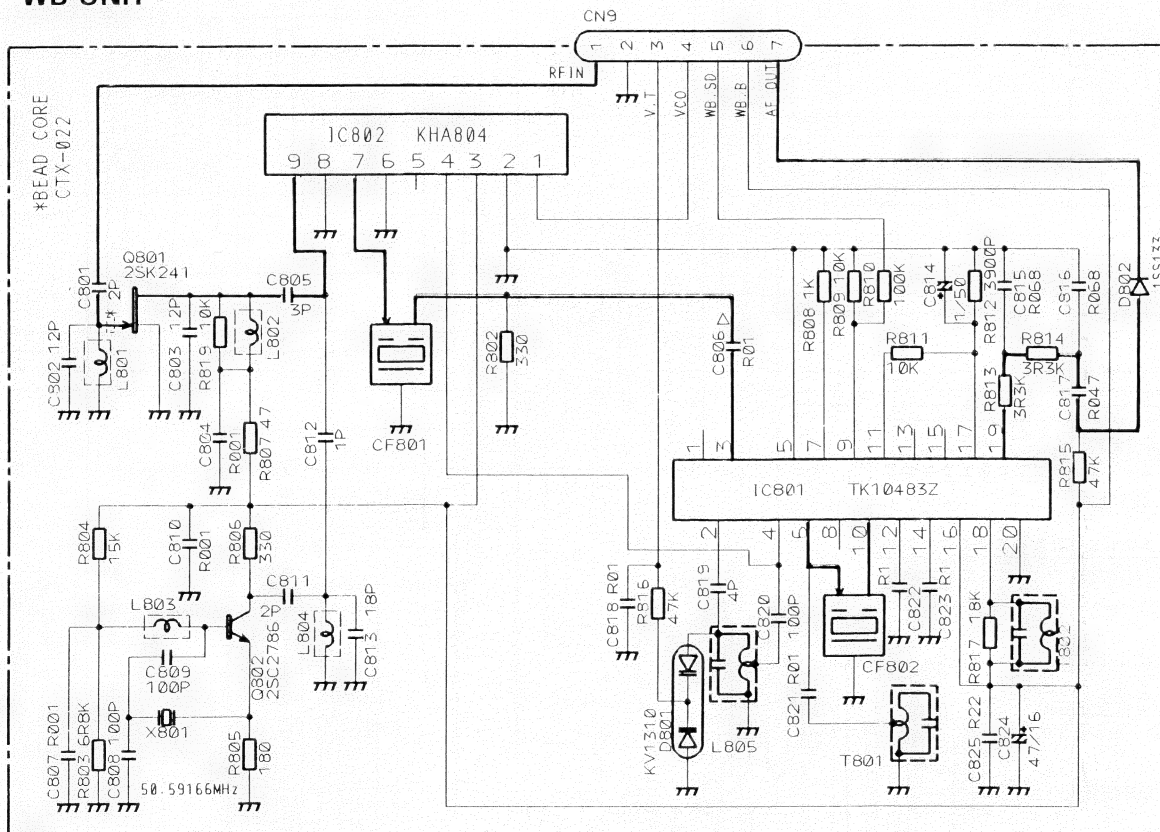 WB UNIT
CN9
1 2 3 4 5 6 7
RFIN
V.T
VCO
WB.SD
WB.B
AF OUT
*BEAD CORE
CTX-022
IC802 KHA804
9 8 7 6 5 4 3 2 1
Q801
2SK241
C801
2P
C805
3P
C802 12P
L801
C803 12P
R819 10K
L802
C804 R001
R807 47
C812 1P
CF801
R802 330
C806 R01
R808 1K
R809 10K
R810 100K
C814 1/50
R812 3900P
C815 R068
C816 R068
D802
1SS133
R811
10K
R814
3R3K
R813 3R3K
C817 R047
R815 47K
1 3 5 7 9 11 13 15 17 19
IC801 TK10483Z
2 4 6 8 10 12 14 16 18 20
R804 15K
C810 R001
R806 330
C811
2P
L803
C809
100P
Q802
2SC2786
L804
C813 18P
X801
50.59166MHz
C807 R001
R803 6R8K
C808 100P
R805 180
C818 R01
R816 47K
C819 4P
C820 100P
KV1310
D801
L805
C821 R01
CF802
T801
C822 R1
C823 R1
R817 18K
T802
C825 R22
C824 47/16